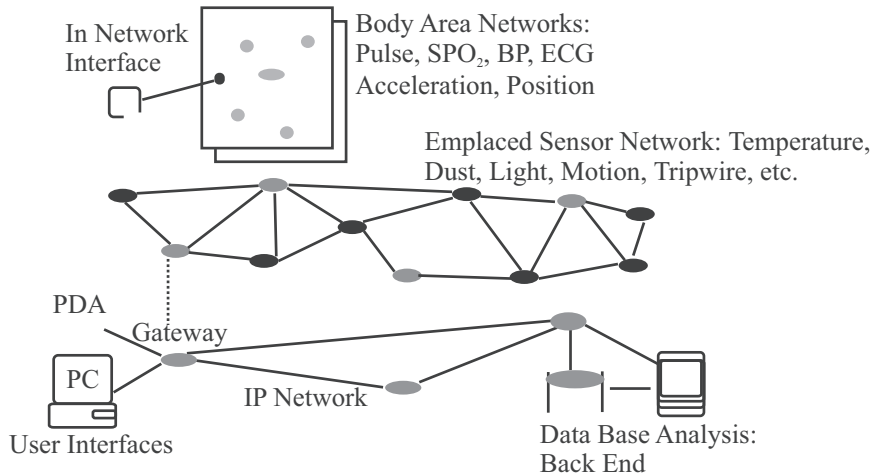 In Network
Interface
Body Area Networks:
Pulse, SPO₂, BP, ECG
Acceleration, Position
Emplaced Sensor Network: Temperature,
Dust, Light, Motion, Tripwire, etc.
PDA
Gateway
PC
IP Network
User Interfaces
Data Base Analysis:
Back End